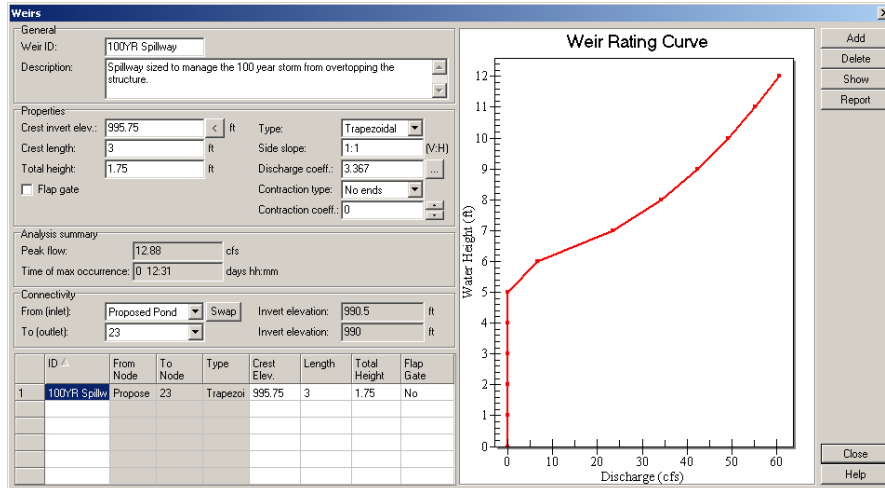 Weirs
General
Weir ID: 100YR Spillway
Description: Spillway sized to manage the 100 year storm from overtopping the
structure.
Properties
Crest invert elev.: 995.75 < ft Type: Trapezoidal
Crest length: 3 ft Side slope: 1:1 (V:H)
Total height: 1.75 ft Discharge coeff.: 3.367 ...
Flap gate Contraction type: No ends
Contraction coeff.: 0
Analysis summary
Peak flow: 12.88 cfs
Time of max occurrence: 0 12:31 days hh:mm
Connectivity
From (inlet): Proposed Pond Swap Invert elevation: 990.5 ft
To (outlet): 23 Invert elevation: 990 ft
ID From Node To Node Type Crest Elev. Length Total Height Flap Gate
1 100YR Spillw Propose 23 Trapezoi 995.75 3 1.75 No
Weir Rating Curve
Water Height (ft)
12
11
10
9
8
7
6
5
4
3
2
1
0
0 10 20 30 40 50 60
Discharge (cfs)
Add
Delete
Show
Report
Close
Help